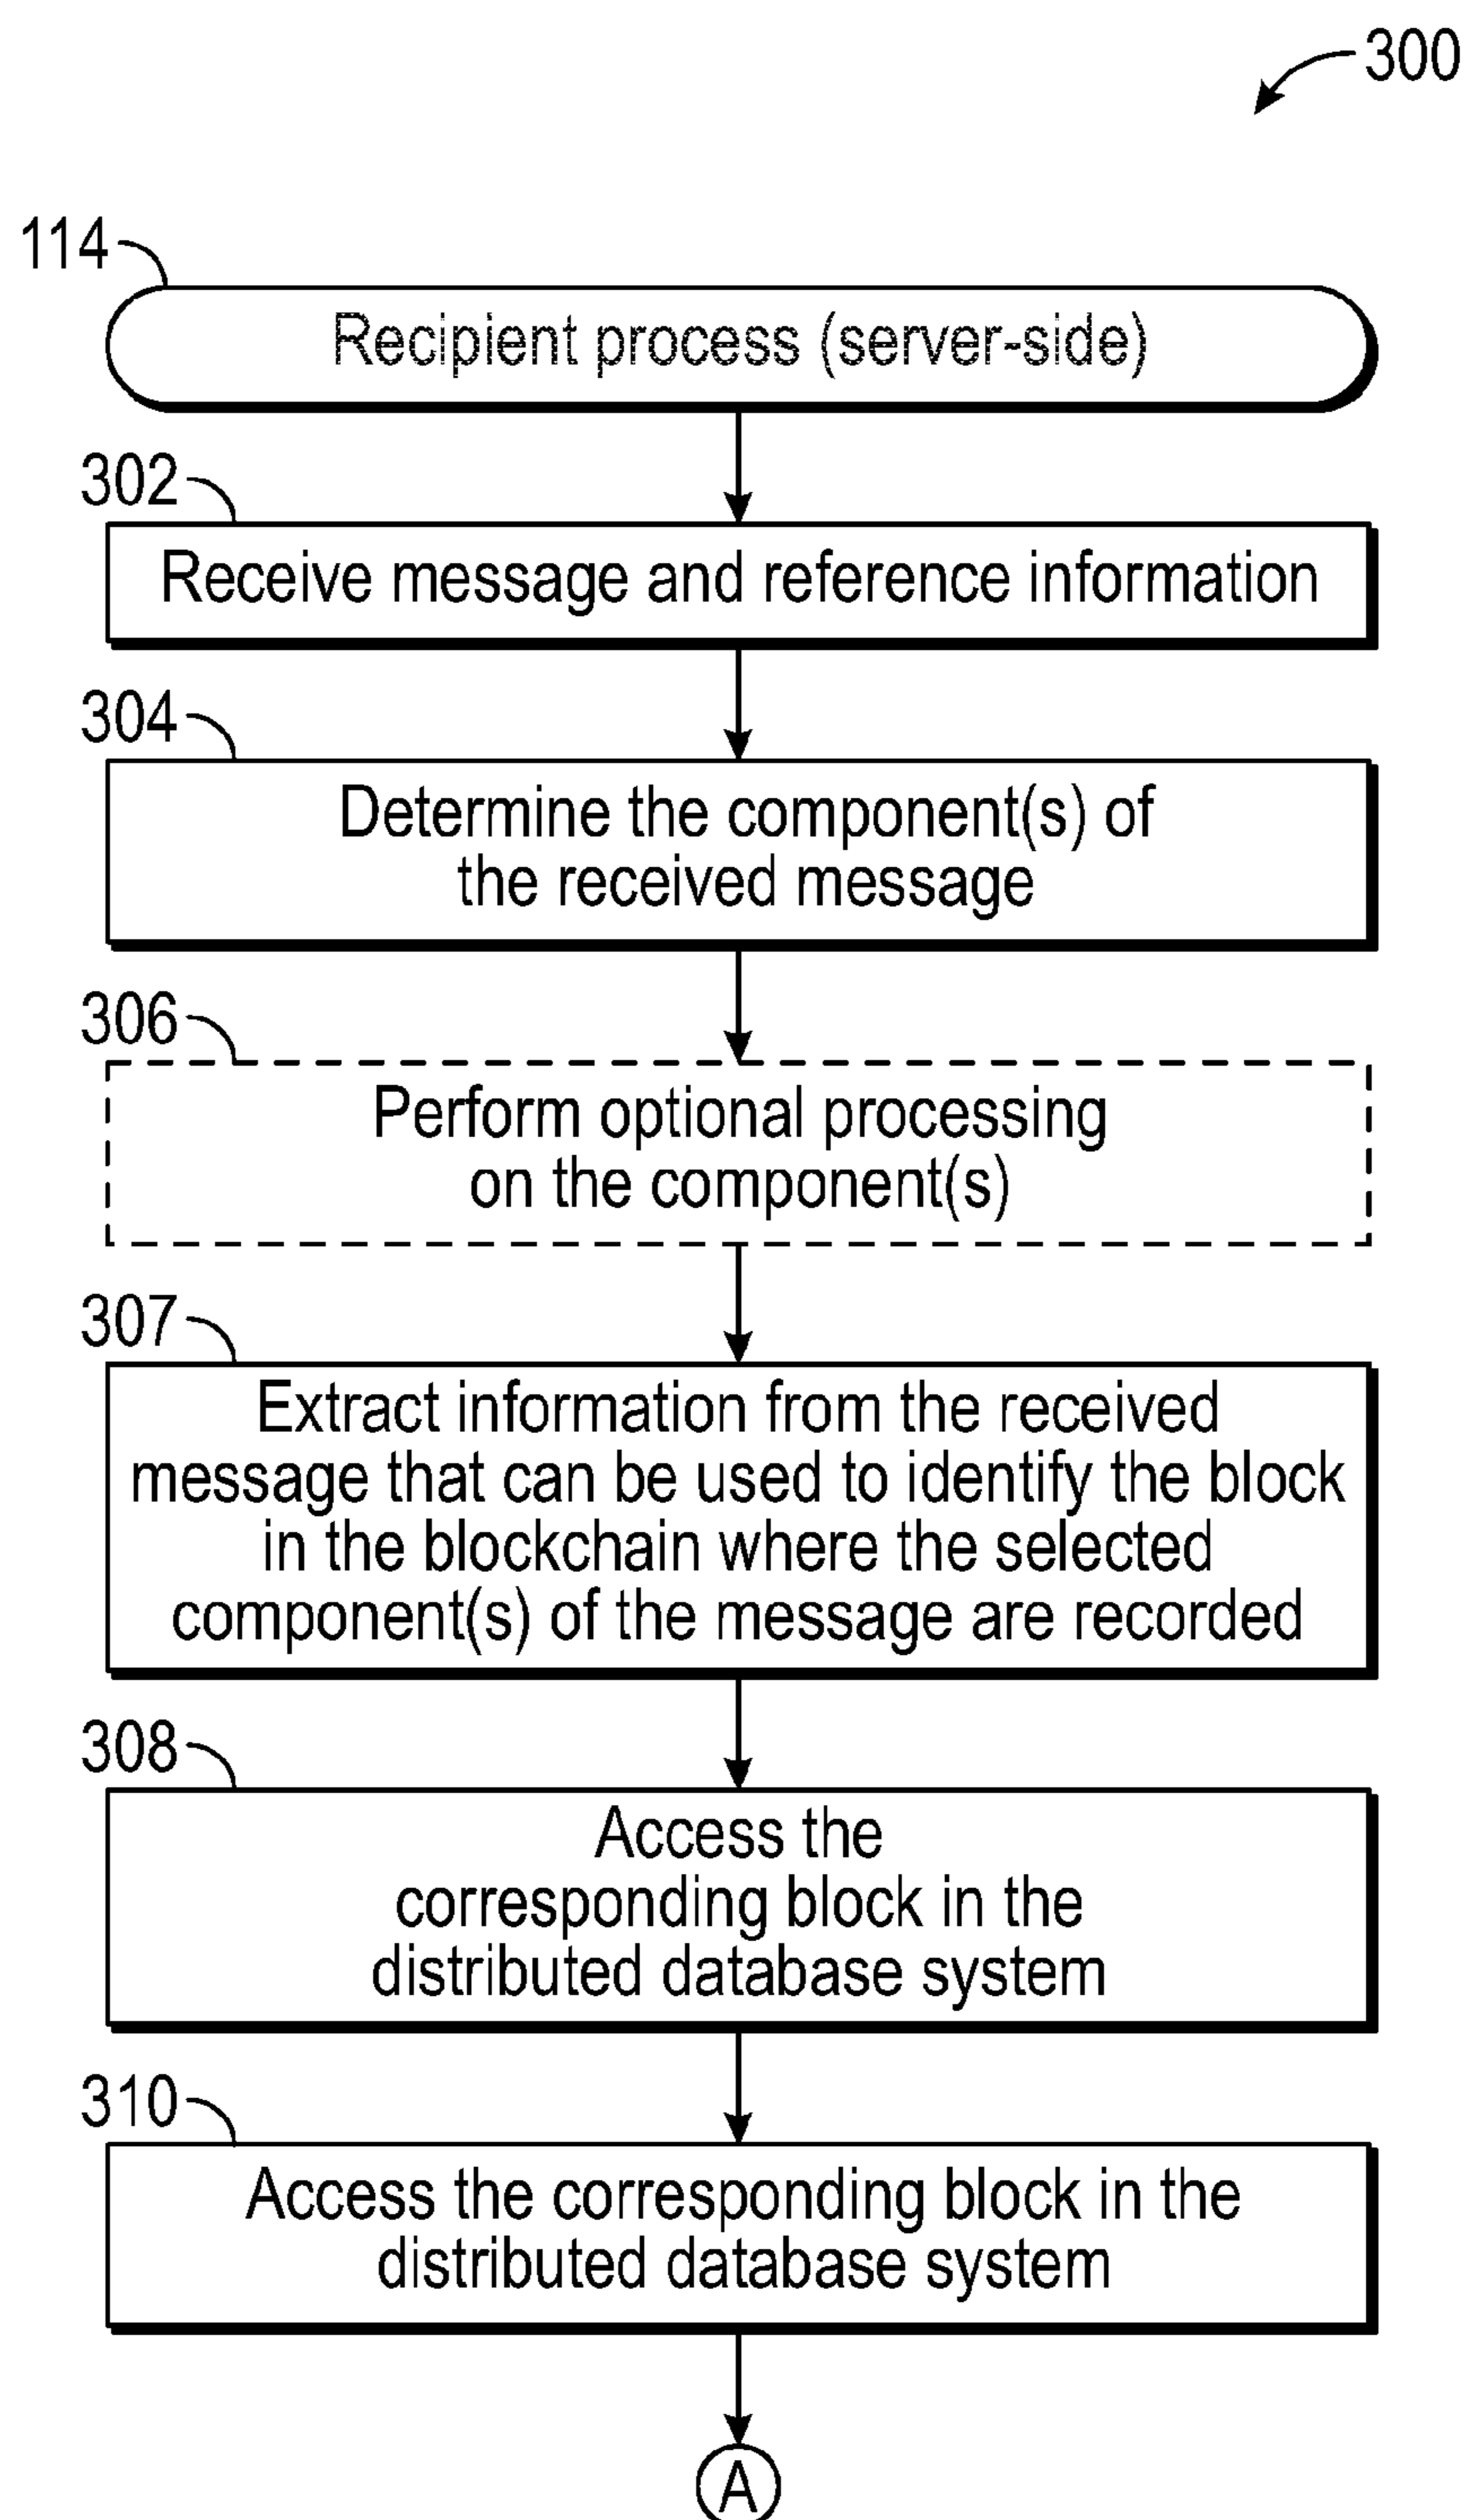 300
114
Recipient process (server-side)
302
Receive message and reference information
304
Determine the component(s) of
the received message
306
Perform optional processing
on the component(s)
307
Extract information from the received
message that can be used to identify the block
in the blockchain where the selected
component(s) of the message are recorded
308
Access the
corresponding block in the
distributed database system
310
Access the corresponding block in the
distributed database system
A